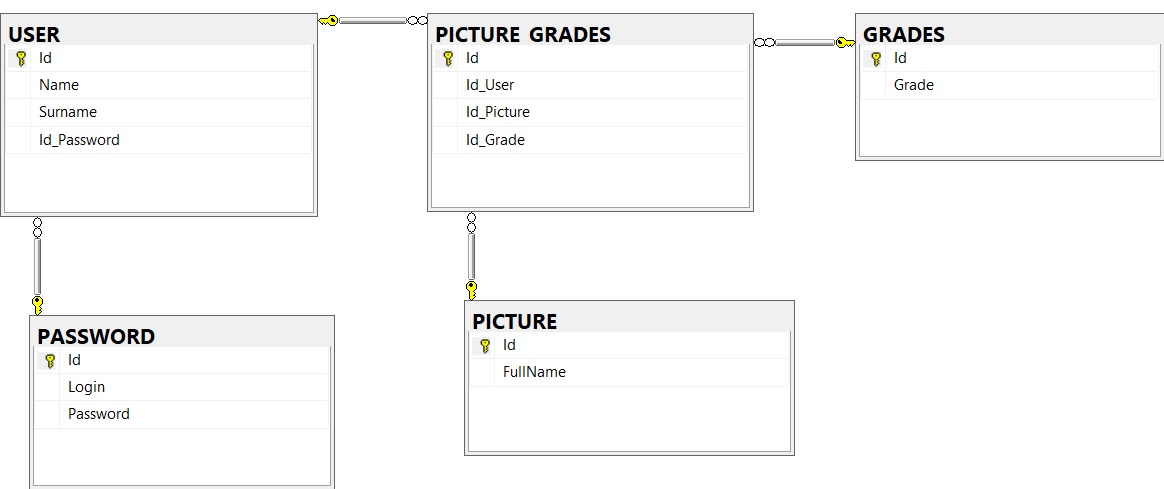 USER
Id
Name
Surname
Id_Password
PICTURE GRADES
Id
Id_User
Id_Picture
Id_Grade
GRADES
Id
Grade
PASSWORD
Id
Login
Password
PICTURE
Id
FullName